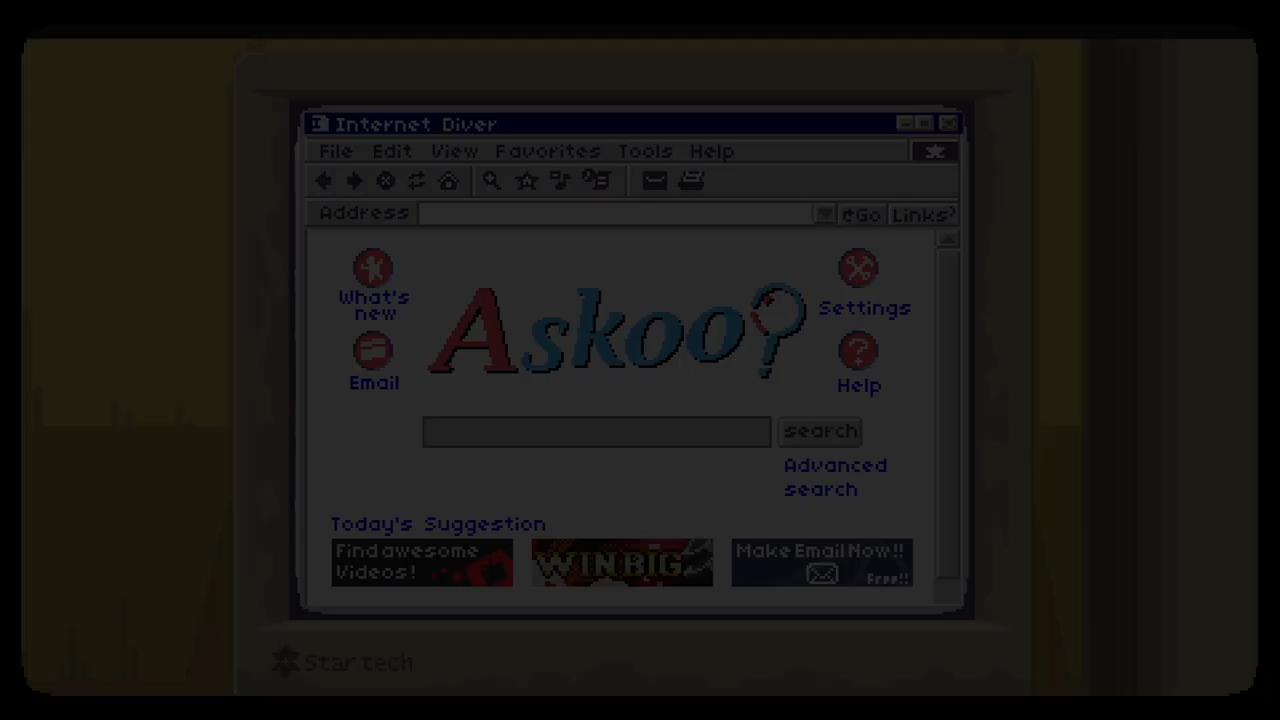 Internet Diver
File Edit View Favorites Tools Help
Address
Go Links
What's
new
Email
Askoo?
Settings
Help
search
Advanced
search
Today's Suggestion
Find awesome
Videos!
WIN BIG
Make Email Now!!
Free!!
Star tech